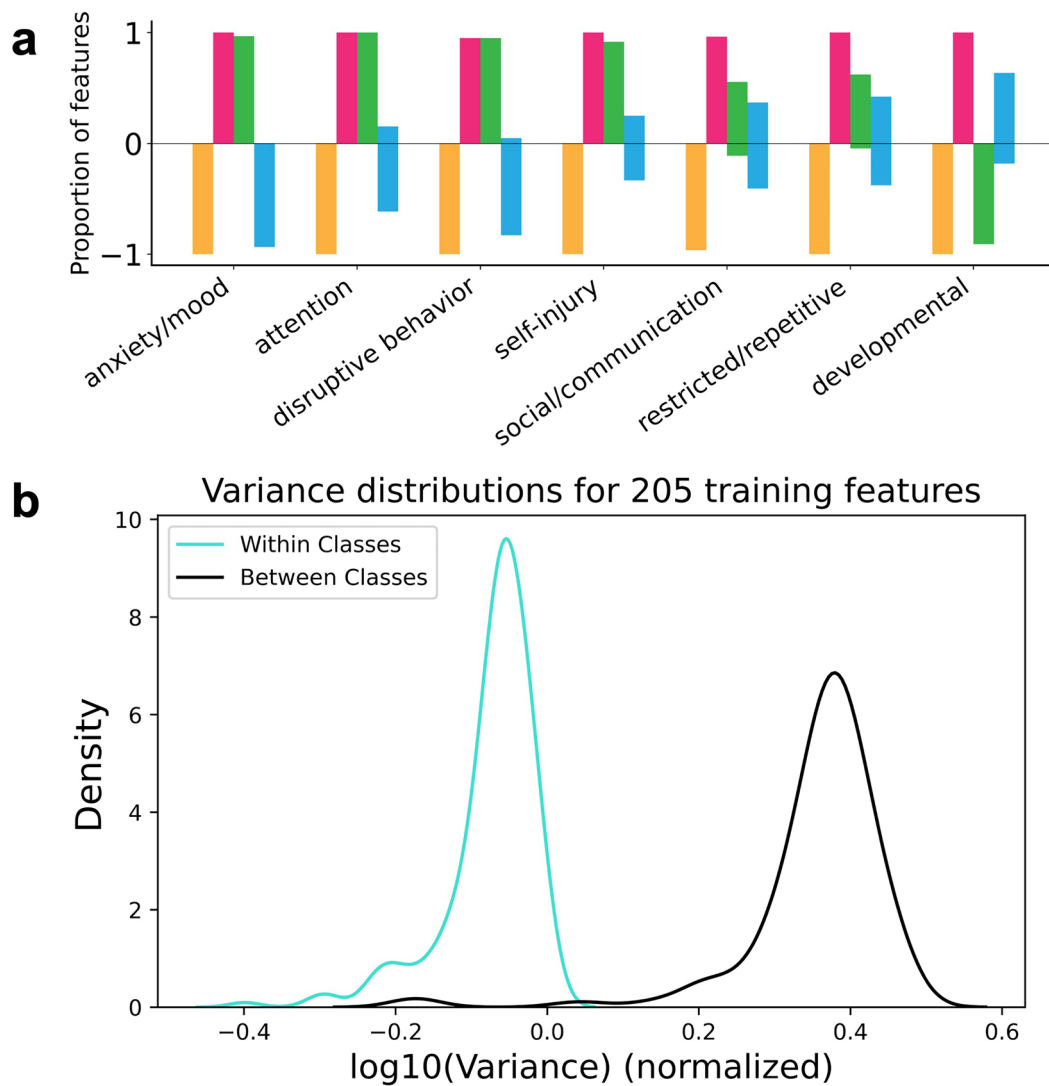 a
Proportion of features
1
0
−1
anxiety/mood
attention
disruptive behavior
self-injury
social/communication
restricted/repetitive
developmental
b
Variance distributions for 205 training features
Within Classes
Between Classes
Density
10
8
6
4
2
0
−0.4
−0.2
0.0
0.2
0.4
0.6
log10(Variance) (normalized)